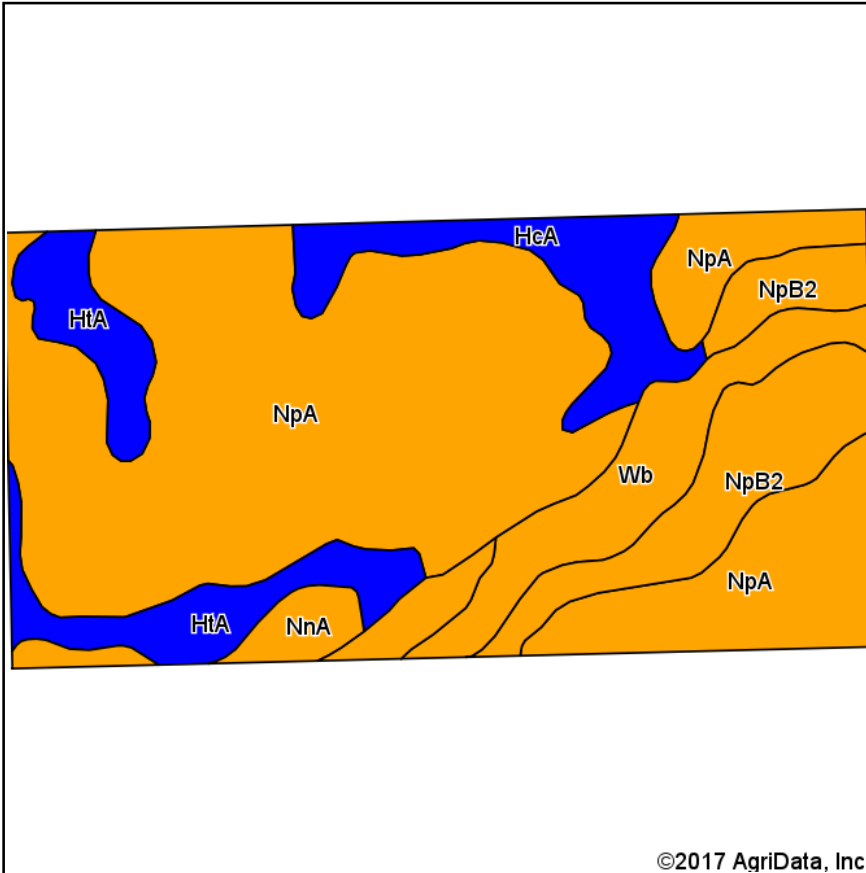 HcA
NpA
NpB2
HtA
NpA
Wb
NpB2
NpA
HtA
NnA
©2017 AgriData, Inc